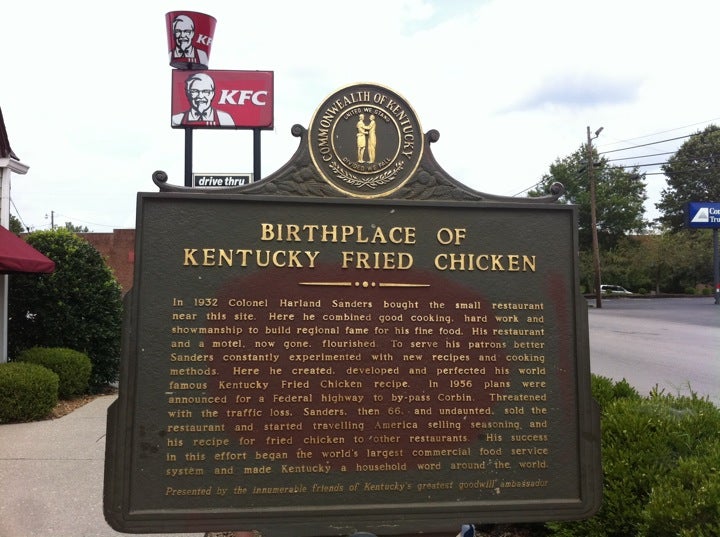 KFC
KFC
drive thru
COMMONWEALTH OF KENTUCKY
UNITED WE STAND
DIVIDED WE FALL
BIRTHPLACE OF
KENTUCKY FRIED CHICKEN
In 1932 Colonel Harland Sanders bought the small restaurant
near this site. Here he combined good cooking, hard work and
showmanship to build regional fame for his fine food. His restaurant
and a motel, now gone, flourished. To serve his patrons better
Sanders constantly experimented with new recipes and cooking
methods. Here he created, developed and perfected his world
famous Kentucky Fried Chicken recipe. In 1956 plans were
announced for a Federal highway to by-pass Corbin. Threatened
with the traffic loss, Sanders, then 66, and undaunted, sold the
restaurant and started travelling America selling seasoning and
his recipe for fried chicken to other restaurants. His success
in this effort began the world's largest commercial food service
system and made Kentucky a household word around the world.
Presented by the innumerable friends of Kentucky's greatest goodwill ambassador